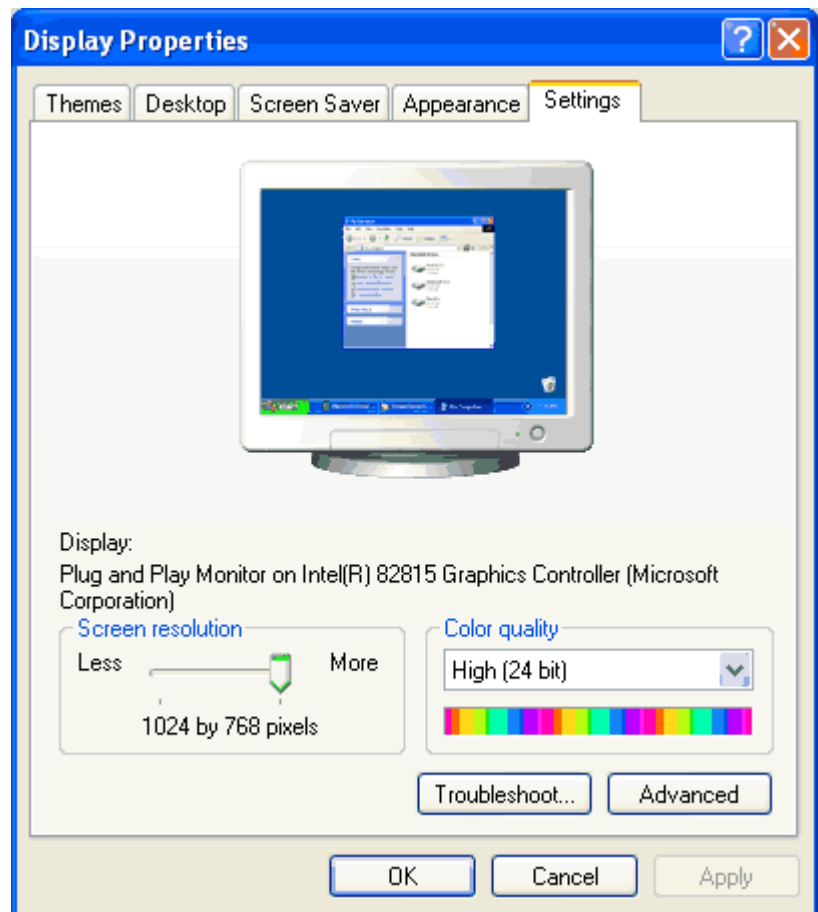 Display Properties
Themes Desktop Screen Saver Appearance Settings
Display:
Plug and Play Monitor on Intel(R) 82815 Graphics Controller (Microsoft
Corporation)
Screen resolution
Less More
1024 by 768 pixels
Color quality
High (24 bit)
Troubleshoot... Advanced
OK Cancel Apply